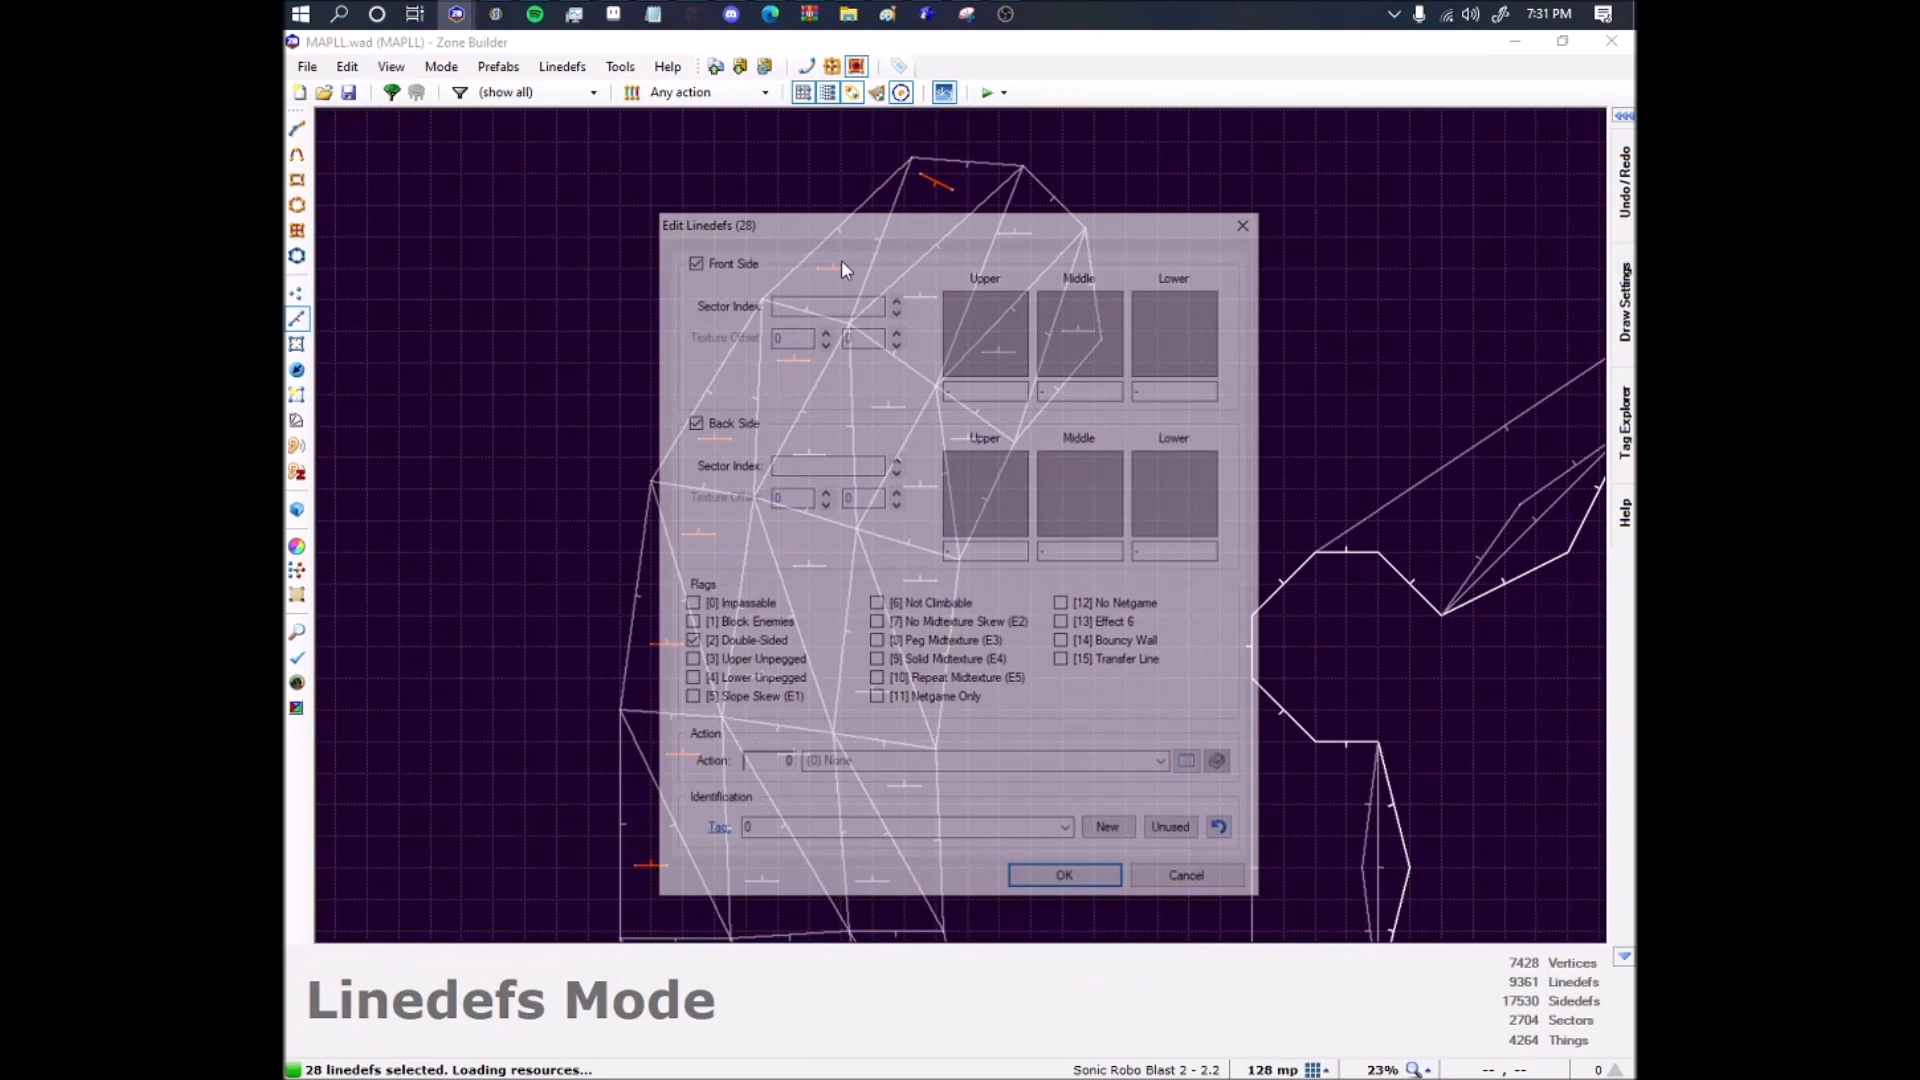 7:31 PM
MAPLL.wad (MAPLL) - Zone Builder
File Edit View Mode Prefabs Linedefs Tools Help
(show all) Any action
Undo/Redo
Draw Settings
Tag Explorer
Help
Edit Linedefs (28)
Front Side
Upper Middle Lower
Sector Index:
Texture Offset: 0 0
- - -
Back Side
Upper Middle Lower
Sector Index:
Texture Offset: 0 0
- - -
Flags
[0] Impassable [6] Not Climbable [12] No Netgame
[1] Block Enemies [7] No Midtexture Skew (E2) [13] Effect 6
[2] Double-Sided [8] Peg Midtexture (E3) [14] Bouncy Wall
[3] Upper Unpegged [9] Solid Midtexture (E4) [15] Transfer Line
[4] Lower Unpegged [10] Repeat Midtexture (E5)
[5] Slope Skew (E1) [11] Netgame Only
Action
Action: 0 (0) None
Identification
Tag: 0 New Unused
OK Cancel
Linedefs Mode
7428 Vertices
9361 Linedefs
17530 Sidedefs
2704 Sectors
4264 Things
28 linedefs selected. Loading resources... Sonic Robo Blast 2 - 2.2 128 mp 23% -- , -- 0